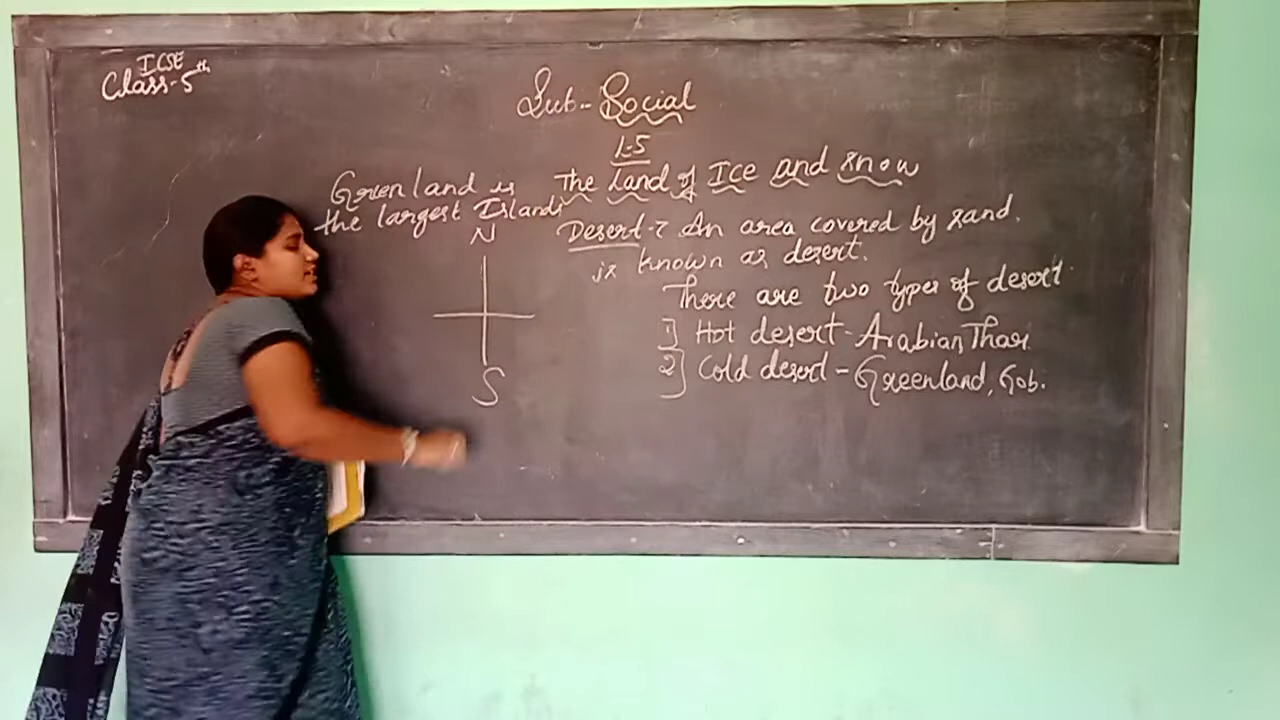 ICSE
Class-5th
Sub-Social
L-5
The Land of Ice and Snow
Greenland is
the largest Islands
N
S
Desert-? An area covered by sand.
is known as desert.
There are two types of desert
1] Hot desert-Arabian, Thar
2] Cold desert-Greenland, Gob.